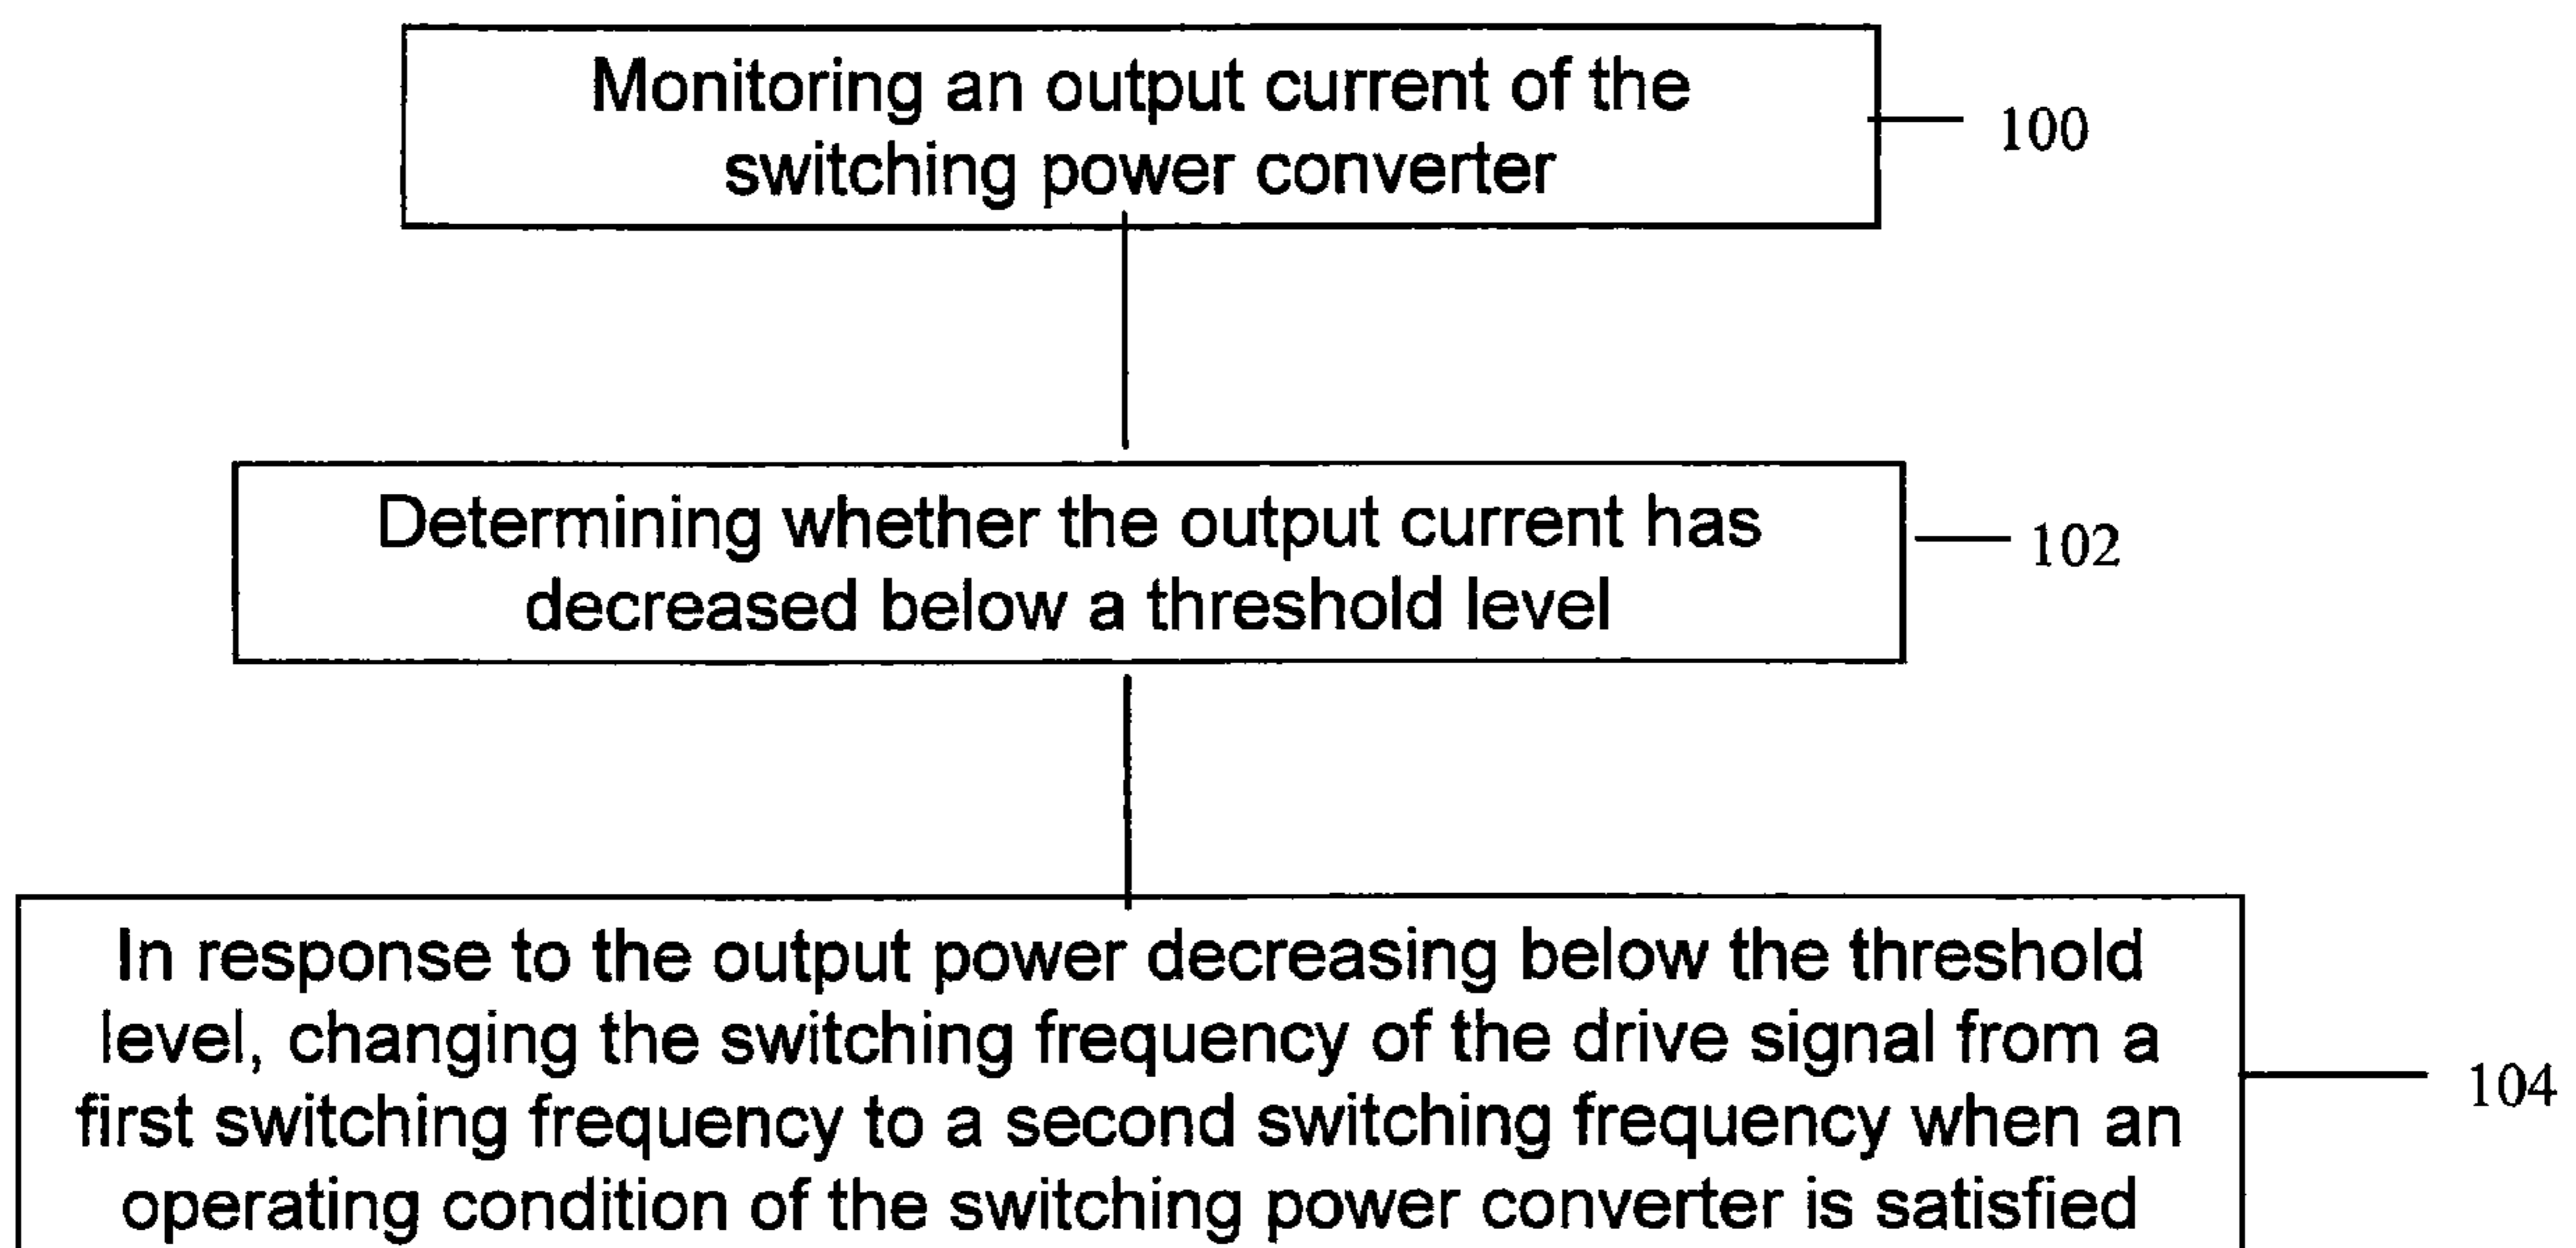 Monitoring an output current of the
switching power converter
100
Determining whether the output current has
decreased below a threshold level
102
In response to the output power decreasing below the threshold
level, changing the switching frequency of the drive signal from a
first switching frequency to a second switching frequency when an
operating condition of the switching power converter is satisfied
104